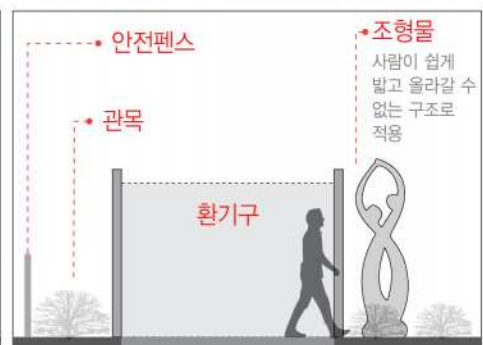 안전펜스
조형물
사람이 쉽게
밟고 올라갈 수
없는 구조로
적용
관목
환기구